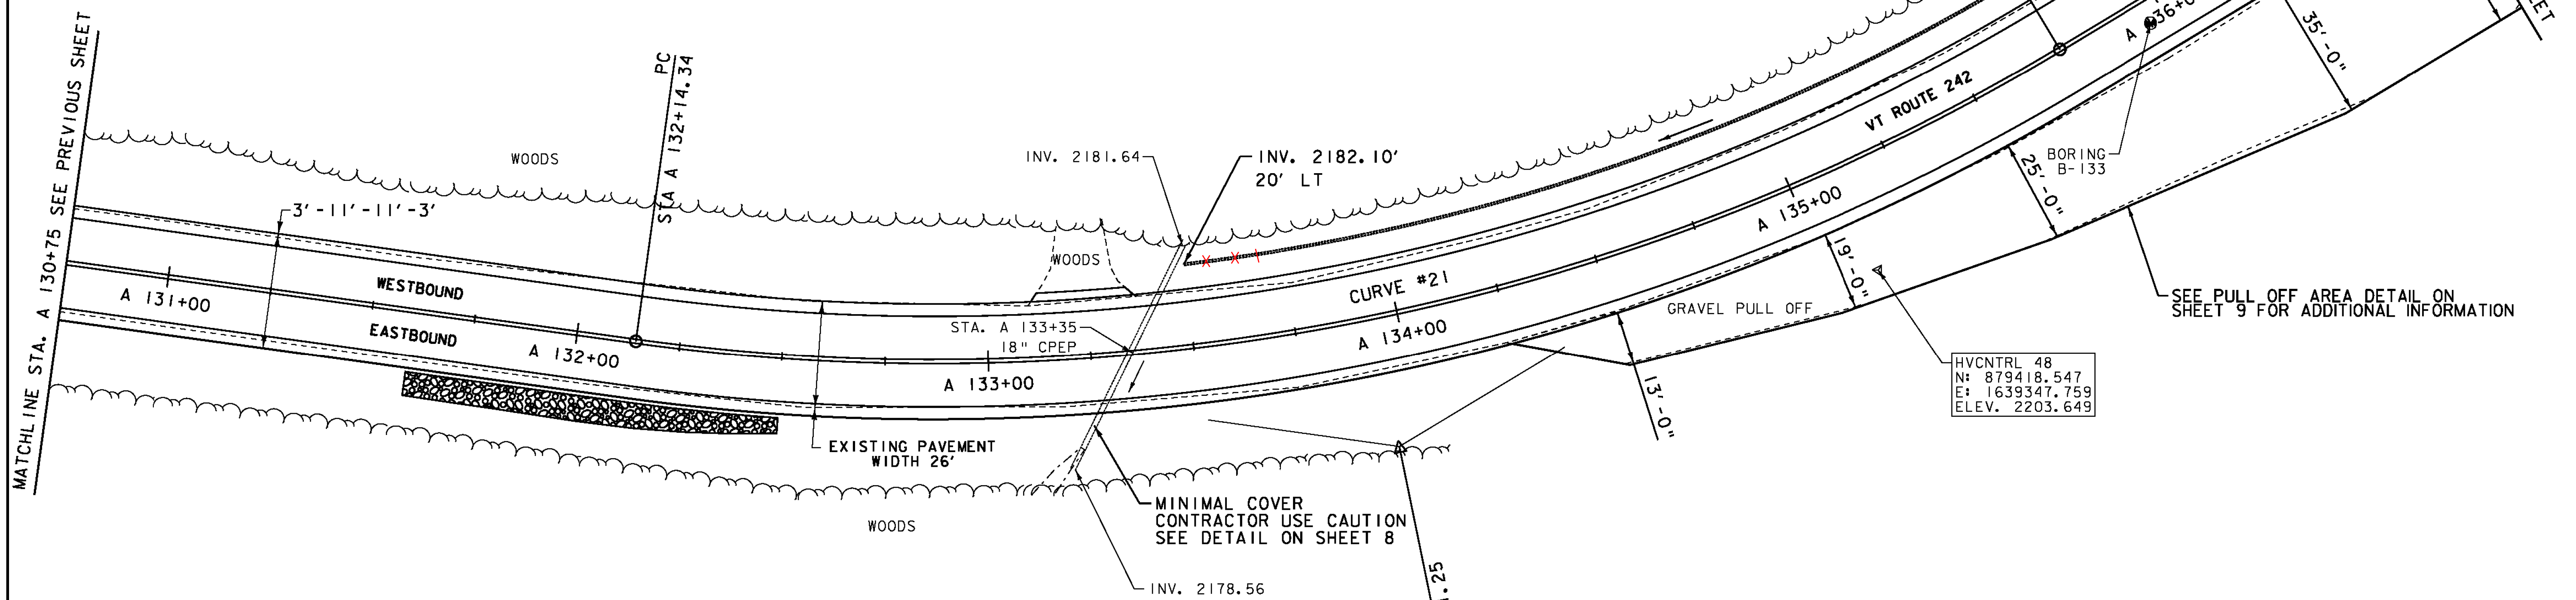 MATCHLINE STA. A 130+75 SEE PREVIOUS SHEET
WOODS
3'-11'-11'-3'
PC
STA A 132+14.34
WESTBOUND
EASTBOUND
A 131+00
A 132+00
A 133+00
EXISTING PAVEMENT
WIDTH 26'
WOODS
WOODS
INV. 2181.64
INV. 2182.10'
20' LT
STA. A 133+35
18" CPEP
MINIMAL COVER
CONTRACTOR USE CAUTION
SEE DETAIL ON SHEET 8
INV. 2178.56
CURVE #21
A 134+00
A 135+00
VT ROUTE 242
13'-0"
GRAVEL PULL OFF
19'-0"
25'-0"
35'-0"
BORING
B-133
SEE PULL OFF AREA DETAIL ON
SHEET 9 FOR ADDITIONAL INFORMATION
HVCNTRL 48
N: 879418.547
E: 1639347.759
ELEV. 2203.649